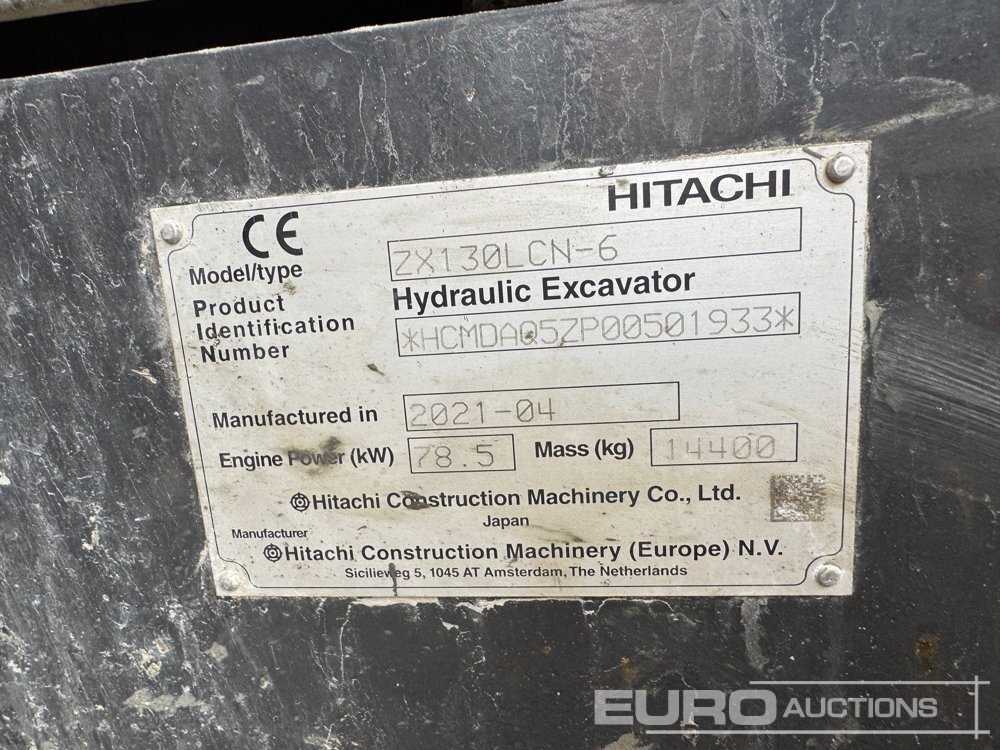 HITACHI
CE
Model/type ZX130LCN-6
Hydraulic Excavator
Product
Identification
Number
*HCMDAQ5ZP00501933*
Manufactured in 2021-04
Engine Power (kW) 78.5 Mass (kg) 14400
Hitachi Construction Machinery Co., Ltd.
Japan
Manufacturer
Hitachi Construction Machinery (Europe) N.V.
Sicilieweg 5, 1045 AT Amsterdam, The Netherlands
EURO AUCTIONS